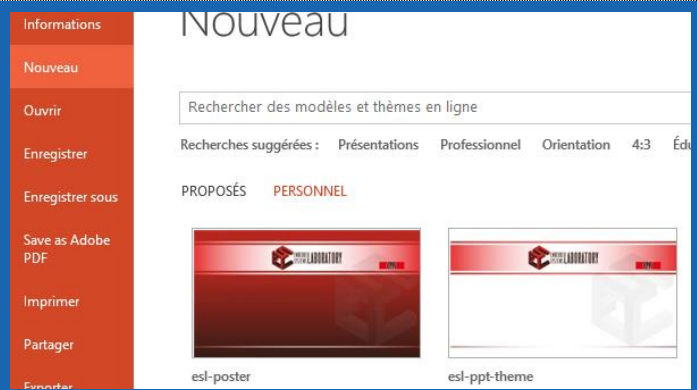 Informations
Nouveau
Ouvrir
Enregistrer
Enregistrer sous
Save as Adobe
PDF
Imprimer
Partager
Exporter
Nouveau
Rechercher des modèles et thèmes en ligne
Recherches suggérées : Présentations Professionnel Orientation 4:3
PROPOSÉS PERSONNEL
LABORATORY
LABORATORY
esl-poster esl-ppt-theme